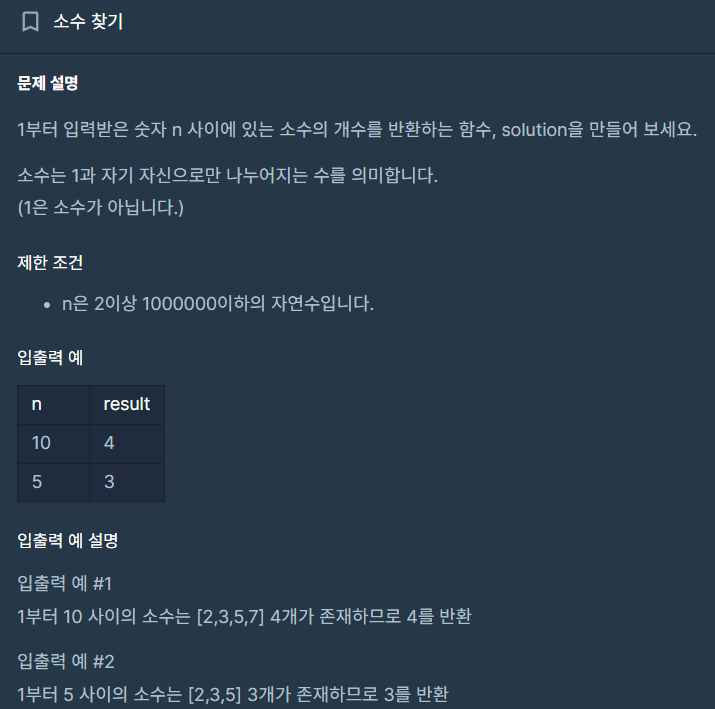 소수 찾기
문제 설명
1부터 입력받은 숫자 n 사이에 있는 소수의 개수를 반환하는 함수, solution을 만들어 보세요.
소수는 1과 자기 자신으로만 나누어지는 수를 의미합니다.
(1은 소수가 아닙니다.)
제한 조건
• n은 2이상 1000000이하의 자연수입니다.
입출력 예
n result
10 4
5 3
입출력 예 설명
입출력 예 #1
1부터 10 사이의 소수는 [2,3,5,7] 4개가 존재하므로 4를 반환
입출력 예 #2
1부터 5 사이의 소수는 [2,3,5] 3개가 존재하므로 3를 반환